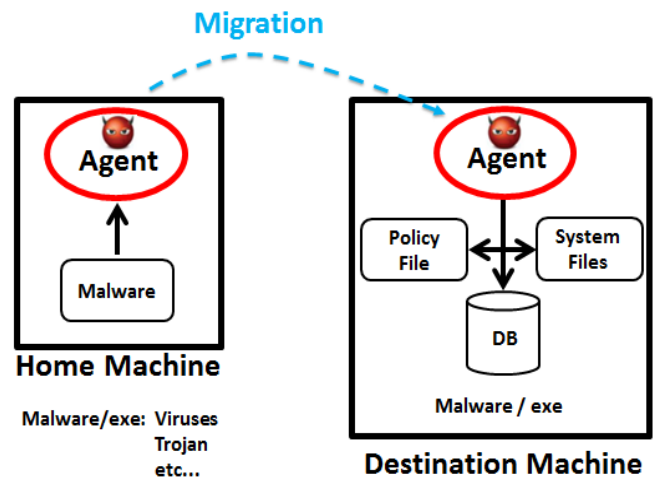 Migration
Agent
Malware
Home Machine
Malware/exe: Viruses
Trojan
etc...
Agent
Policy
File
System
Files
DB
Malware / exe
Destination Machine